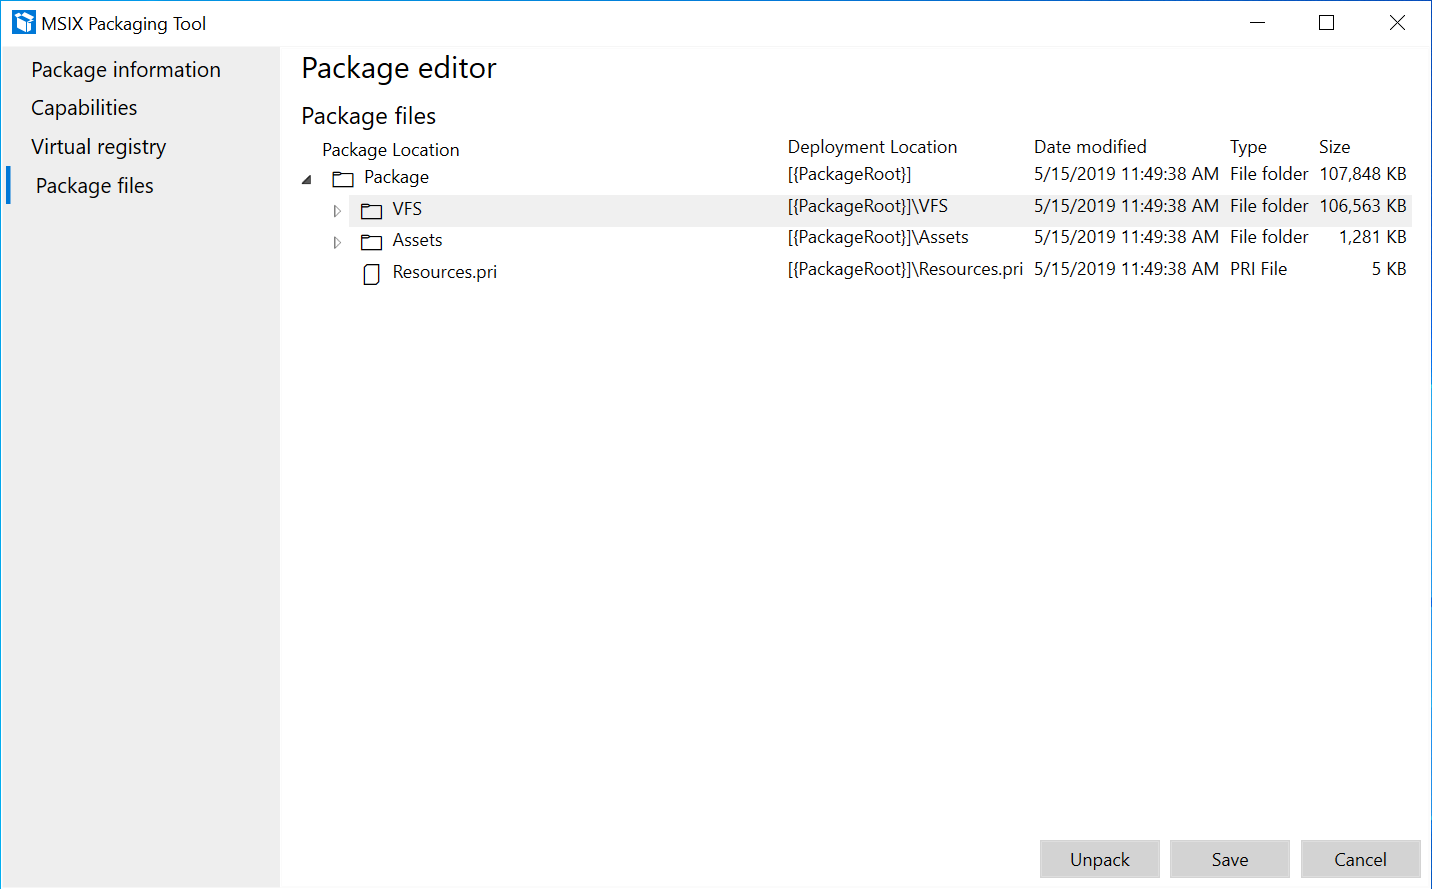 MSIX Packaging Tool
Package information
Capabilities
Virtual registry
Package files
Package editor
Package files
Package Location Deployment Location Date modified Type Size
Package [{PackageRoot}] 5/15/2019 11:49:38 AM File folder 107,848 KB
VFS [{PackageRoot}]\VFS 5/15/2019 11:49:38 AM File folder 106,563 KB
Assets [{PackageRoot}]\Assets 5/15/2019 11:49:38 AM File folder 1,281 KB
Resources.pri [{PackageRoot}]\Resources.pri 5/15/2019 11:49:38 AM PRI File 5 KB
Unpack Save Cancel